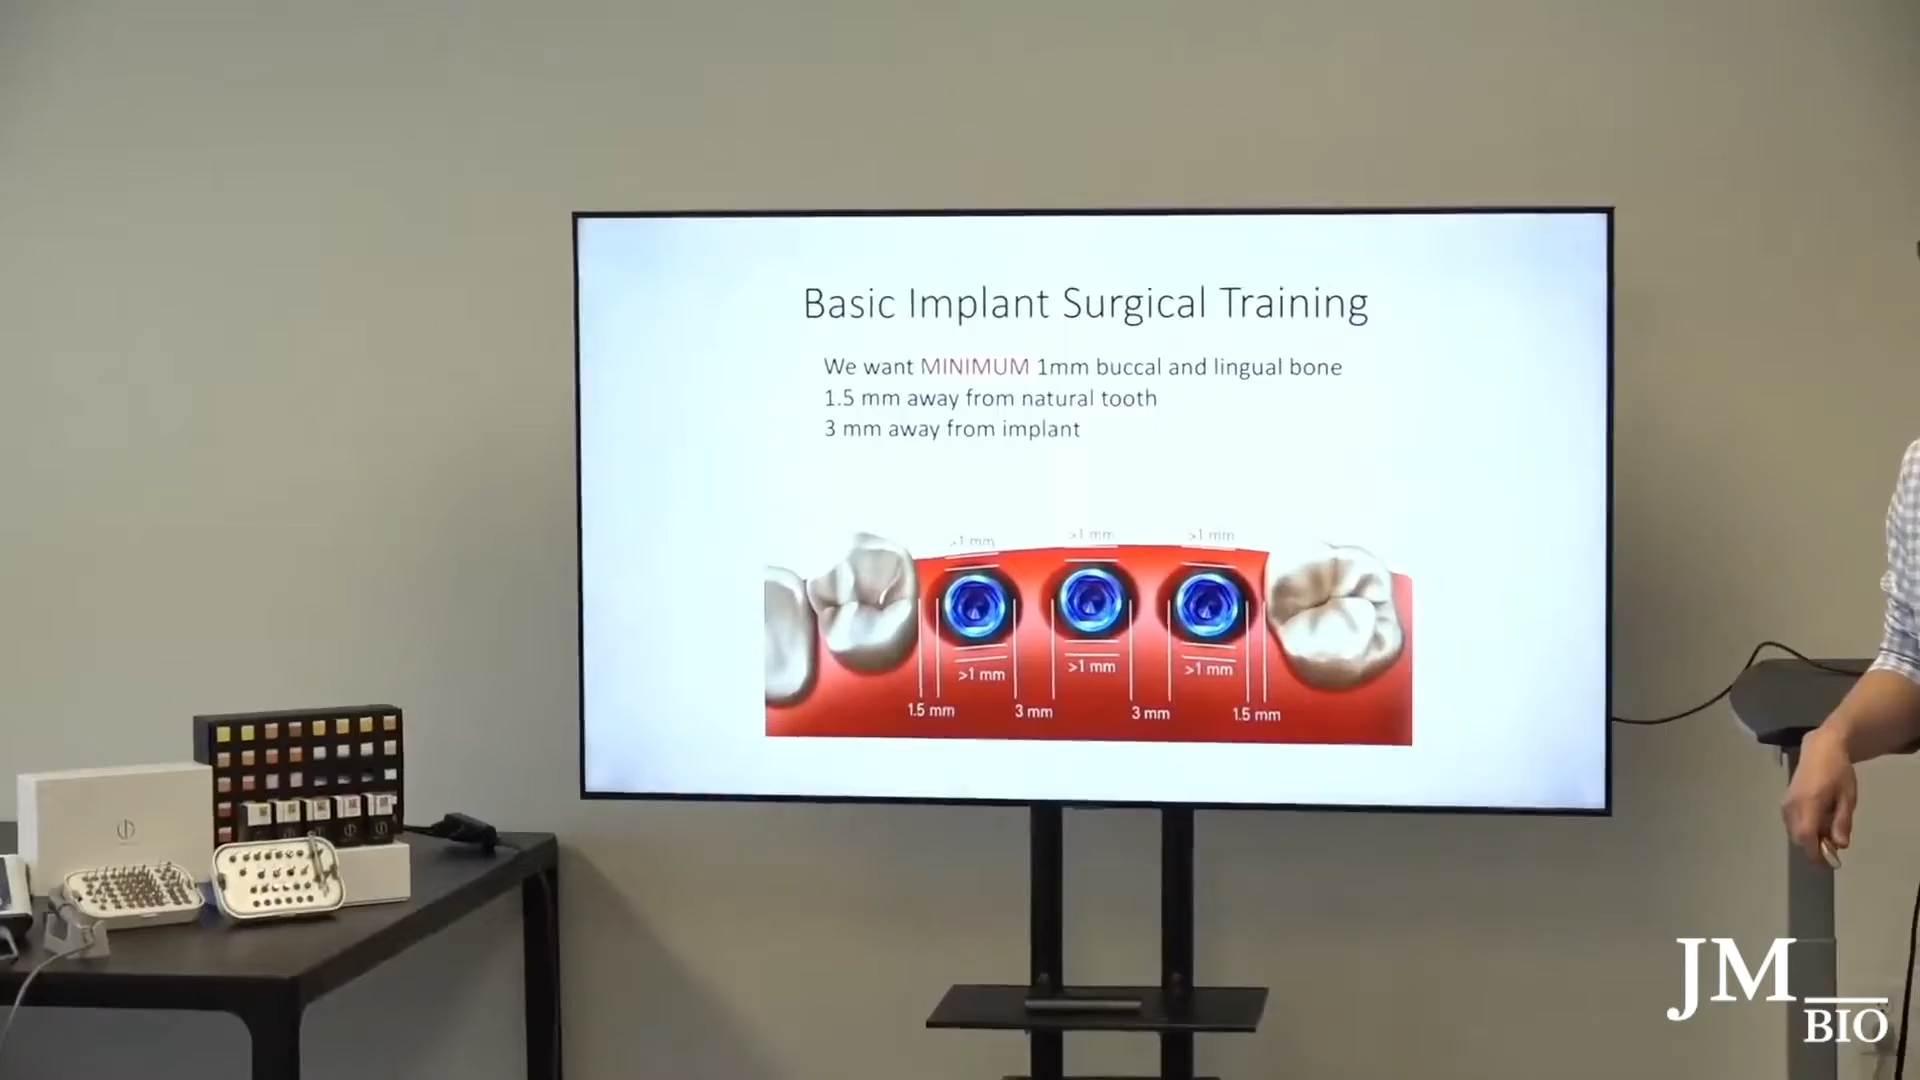 Basic Implant Surgical Training
We want MINIMUM 1mm buccal and lingual bone
1.5 mm away from natural tooth
3 mm away from implant
>1 mm
>1 mm
>1 mm
>1 mm
>1 mm
>1 mm
1.5 mm
3 mm
3 mm
1.5 mm
JM
BIO